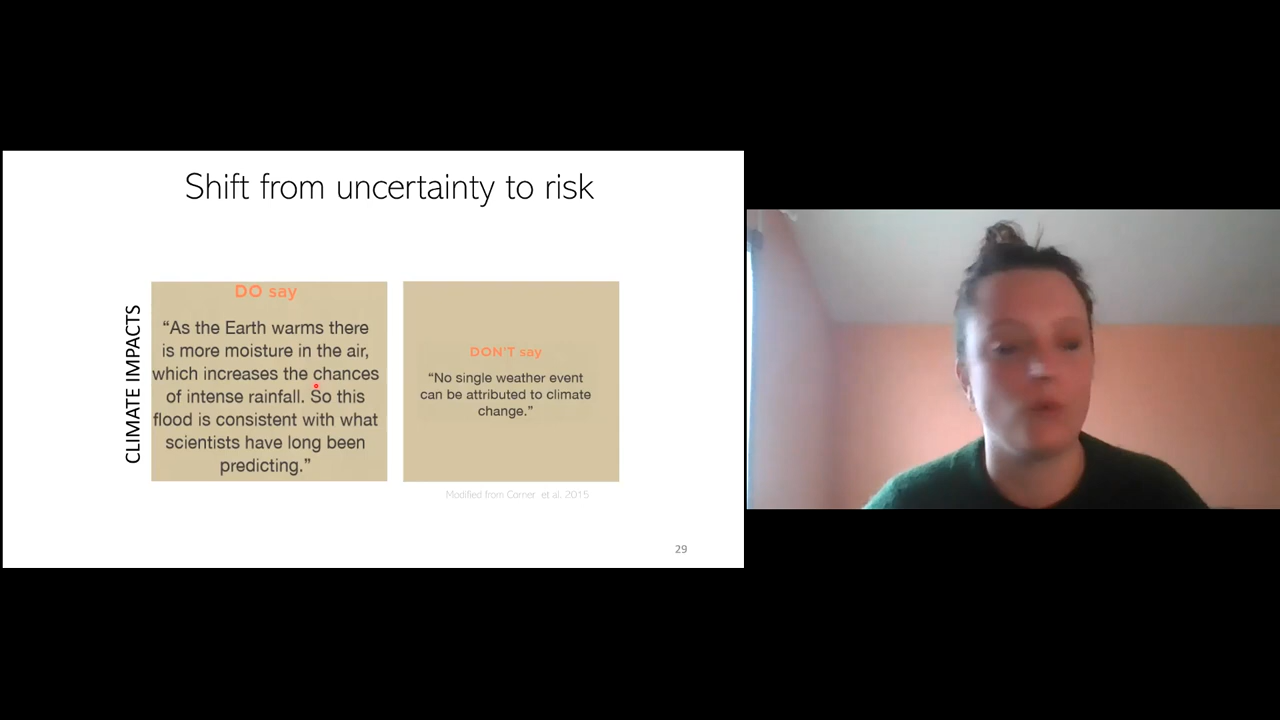 Shift from uncertainty to risk
CLIMATE IMPACTS
DO say
“As the Earth warms there
is more moisture in the air,
which increases the chances
of intense rainfall. So this
flood is consistent with what
scientists have long been
predicting.”
DON'T say
“No single weather event
can be attributed to climate
change.”
Modified from Corner et al. 2015
29